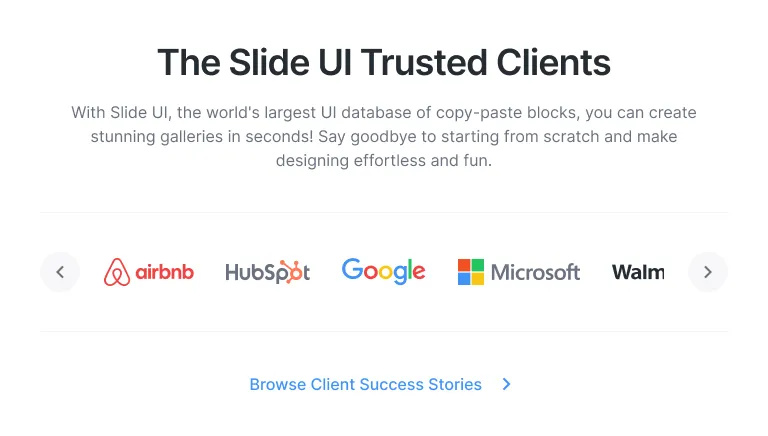 The Slide UI Trusted Clients
With Slide UI, the world's largest UI database of copy-paste blocks, you can create
stunning galleries in seconds! Say goodbye to starting from scratch and make
designing effortless and fun.
airbnb HubSpot Google Microsoft Walm
Browse Client Success Stories